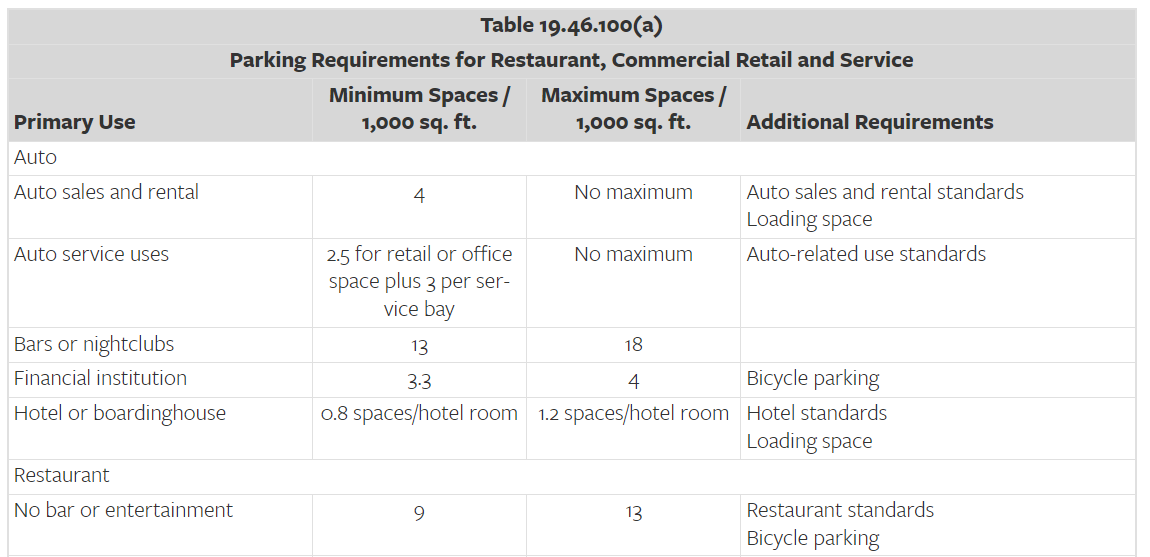 Table 19.46.100(a)
Parking Requirements for Restaurant, Commercial Retail and Service
Primary Use
Minimum Spaces /
1,000 sq. ft.
Maximum Spaces /
1,000 sq. ft.
Additional Requirements
Auto
Auto sales and rental
4
No maximum
Auto sales and rental standards
Loading space
Auto service uses
2.5 for retail or office
space plus 3 per ser-
vice bay
No maximum
Auto-related use standards
Bars or nightclubs
13
18
Financial institution
3.3
4
Bicycle parking
Hotel or boardinghouse
0.8 spaces/hotel room
1.2 spaces/hotel room
Hotel standards
Loading space
Restaurant
No bar or entertainment
9
13
Restaurant standards
Bicycle parking